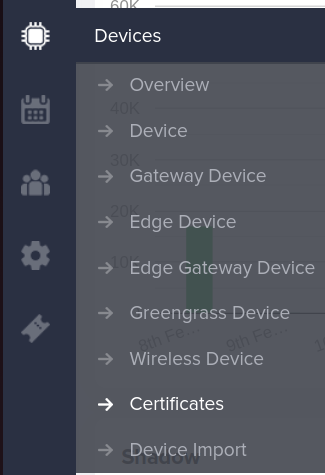 60K
Devices
Overview
40K
Device
30K
Gateway Device
20K
Edge Device
10K
Edge Gateway Device
Greengrass Device
8th Fe...
9th Fe...
Wireless Device
Certificates
Shadow
Device Import